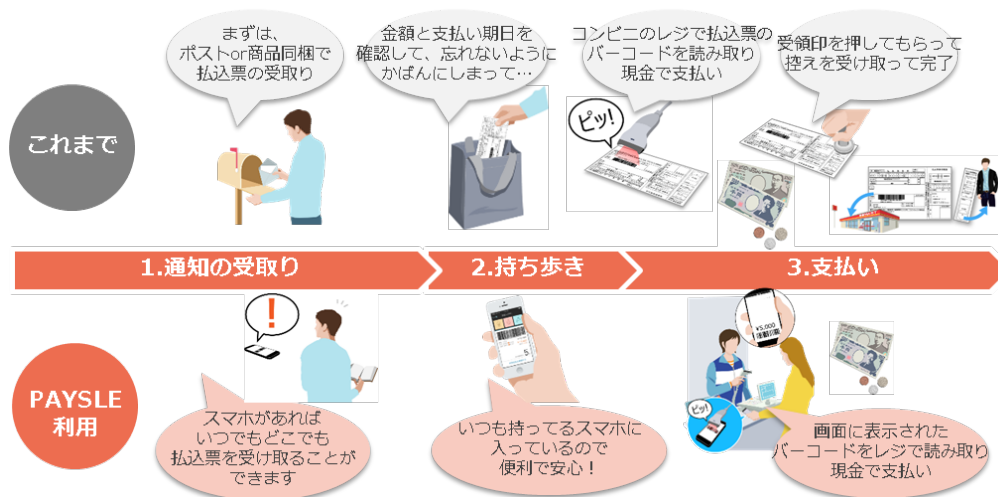 まずは、
ポストor商品同梱で
払込票の受取り
金額と支払い期日を
確認して、忘れないように
かばんにしまって…
コンビニのレジで払込票の
バーコードを読み取り
現金で支払い
受領印を押してもらって
控えを受け取って完了
これまで
ピッ!
1.通知の受取り
2.持ち歩き
3.支払い
!
¥5,000
PAYSLE
利用
スマホがあれば
いつでもどこでも
払込票を受け取ることが
できます
いつも持ってるスマホに
入っているので
便利で安心！
ピッ!
画面に表示された
バーコードをレジで読み取り
現金で支払い